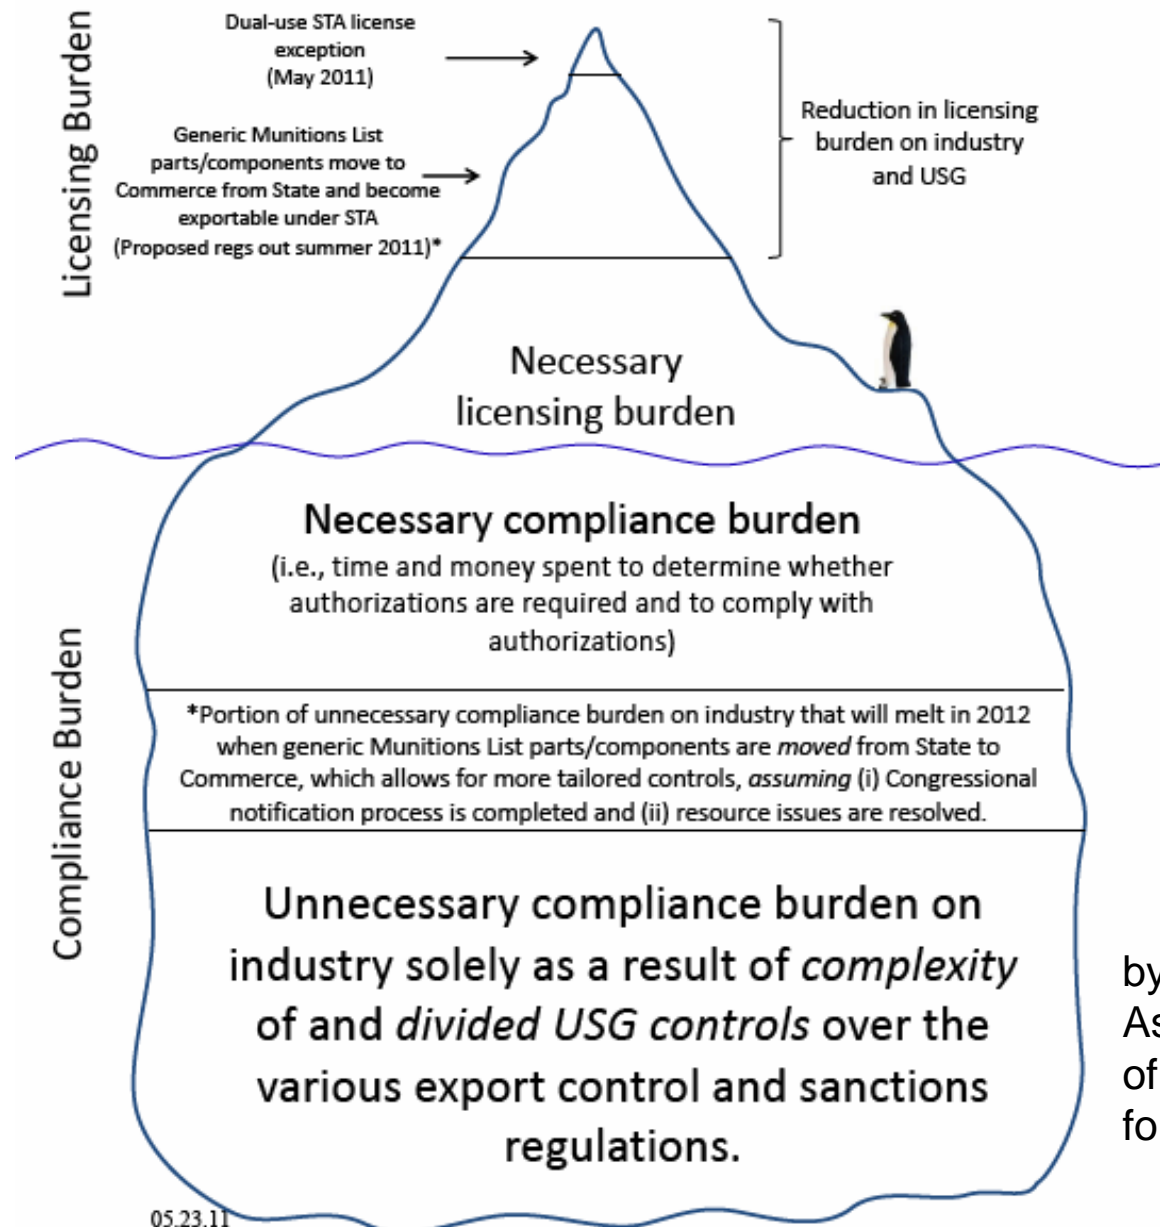 Licensing Burden
Dual-use STA license
exception
(May 2011)
Generic Munitions List
parts/components move to
Commerce from State and become
exportable under STA
(Proposed regs out summer 2011)*
Reduction in licensing
burden on industry
and USG
Necessary
licensing burden
Compliance Burden
Necessary compliance burden
(i.e., time and money spent to determine whether
authorizations are required and to comply with
authorizations)
*Portion of unnecessary compliance burden on industry that will melt in 2012
when generic Munitions List parts/components are moved from State to
Commerce, which allows for more tailored controls, assuming (i) Congressional
notification process is completed and (ii) resource issues are resolved.
Unnecessary compliance burden on
industry solely as a result of complexity
of and divided USG controls over the
various export control and sanctions
regulations.
by
As
of
fo
05.23.11